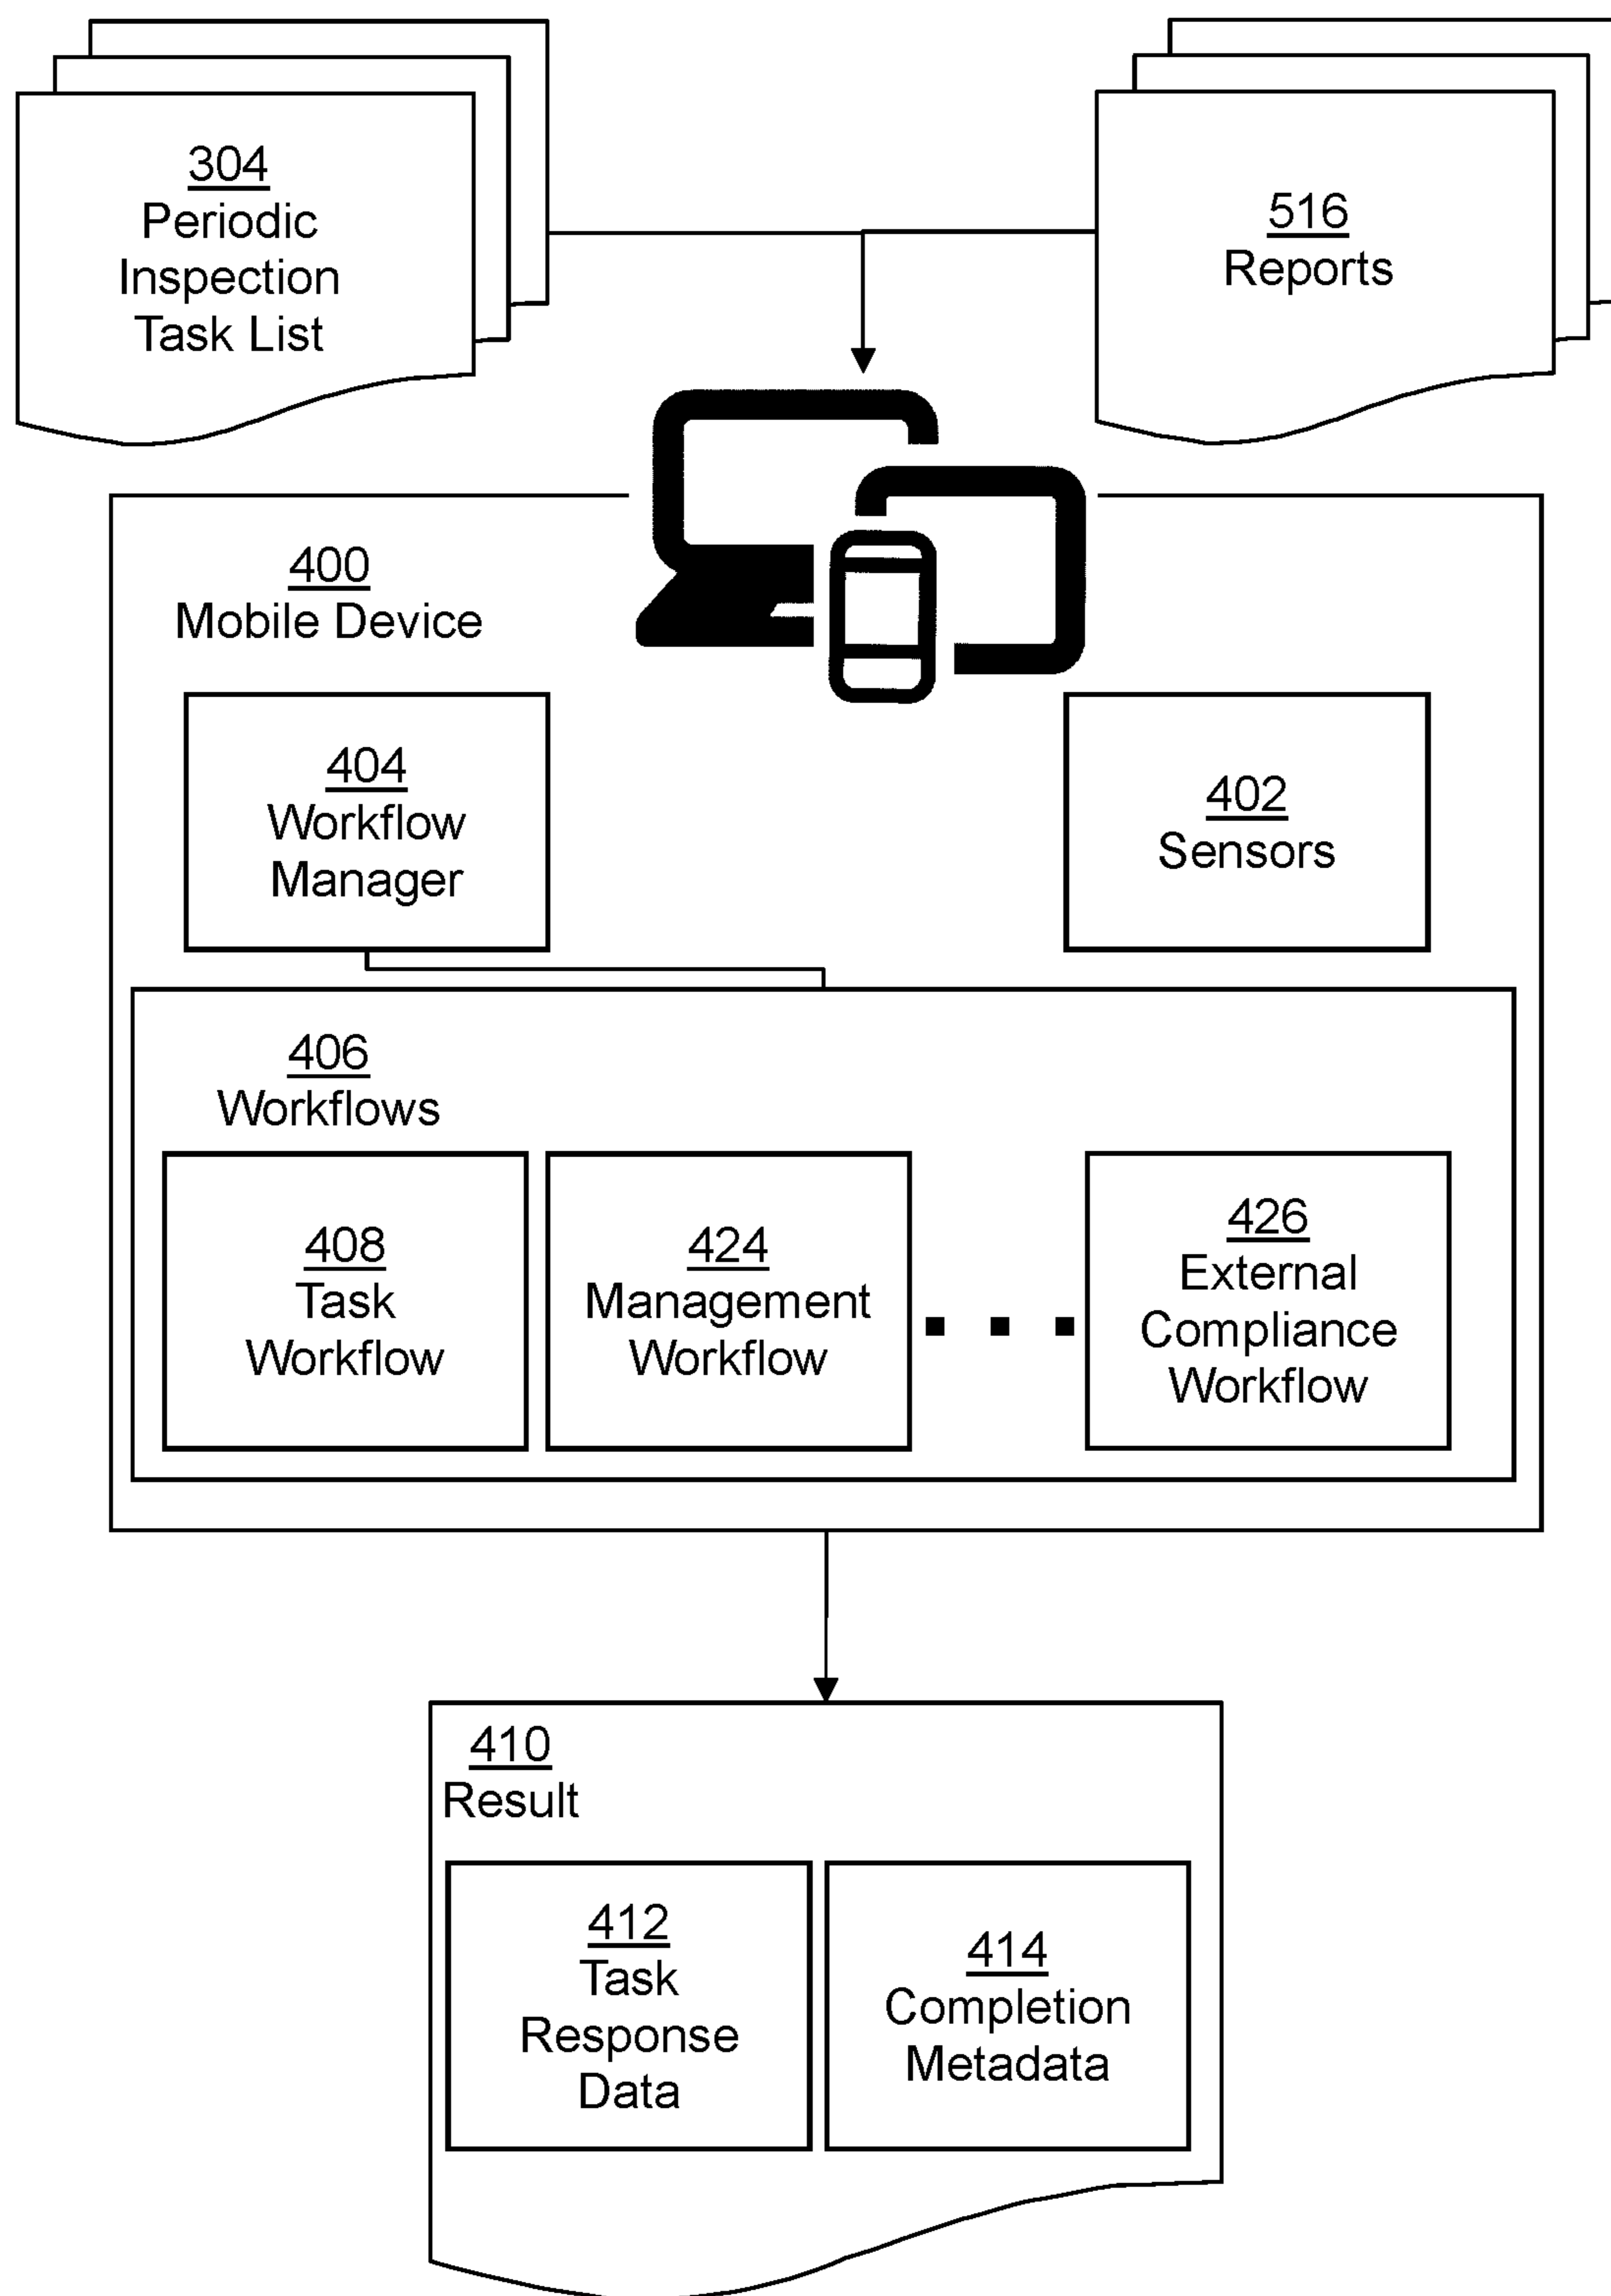 304
Periodic
Inspection
Task List
516
Reports
400
Mobile Device
404
Workflow
Manager
402
Sensors
406
Workflows
408
Task
Workflow
424
Management
Workflow
426
External
Compliance
Workflow
410
Result
412
Task
Response
Data
414
Completion
Metadata